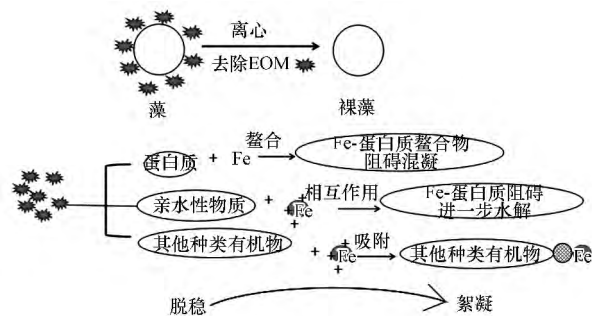 离心
去除EOM
藻
裸藻
蛋白质 + Fe 螯合 Fe-蛋白质螯合物
阻碍混凝
亲水性物质 + Fe 相互作用 Fe-蛋白质阻碍
进一步水解
其他种类有机物 + Fe 吸附 其他种类有机物 Fe
脱稳 絮凝